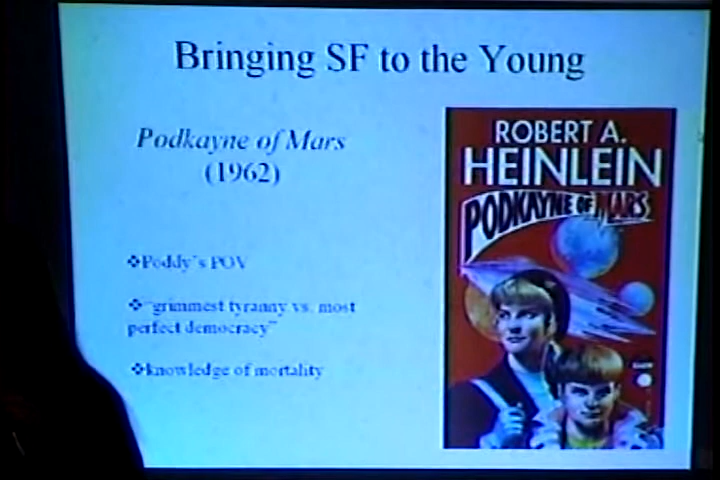 Bringing SF to the Young
Podkayne of Mars
(1962)
❖Poddy's POV
❖"grimmest tyranny vs. most
perfect democracy"
❖knowledge of mortality
ROBERT A.
HEINLEIN
PODKAYNE OF MARS